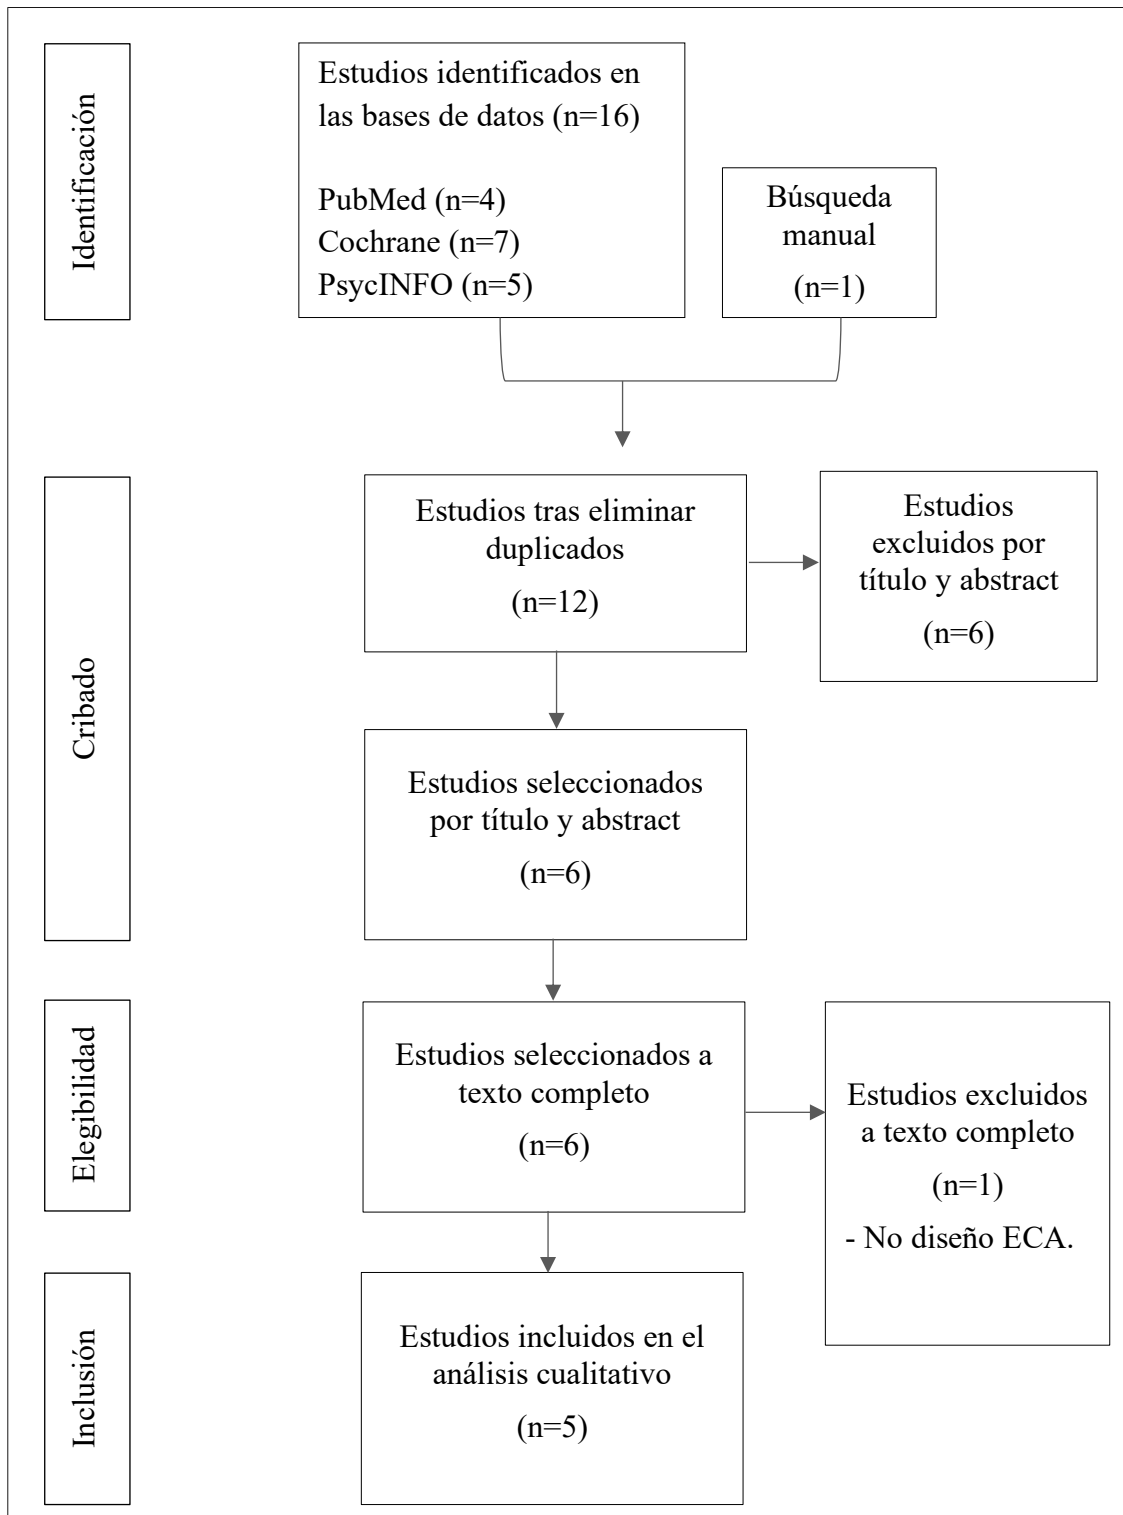 Identificación
Estudios identificados en
las bases de datos (n=16)
PubMed (n=4)
Cochrane (n=7)
PsycINFO (n=5)
Búsqueda
manual
(n=1)
Cribado
Estudios tras eliminar
duplicados
(n=12)
Estudios
excluidos por
título y abstract
(n=6)
Estudios seleccionados
por título y abstract
(n=6)
Elegibilidad
Estudios seleccionados a
texto completo
(n=6)
Estudios excluidos
a texto completo
(n=1)
- No diseño ECA.
Inclusión
Estudios incluidos en el
análisis cualitativo
(n=5)